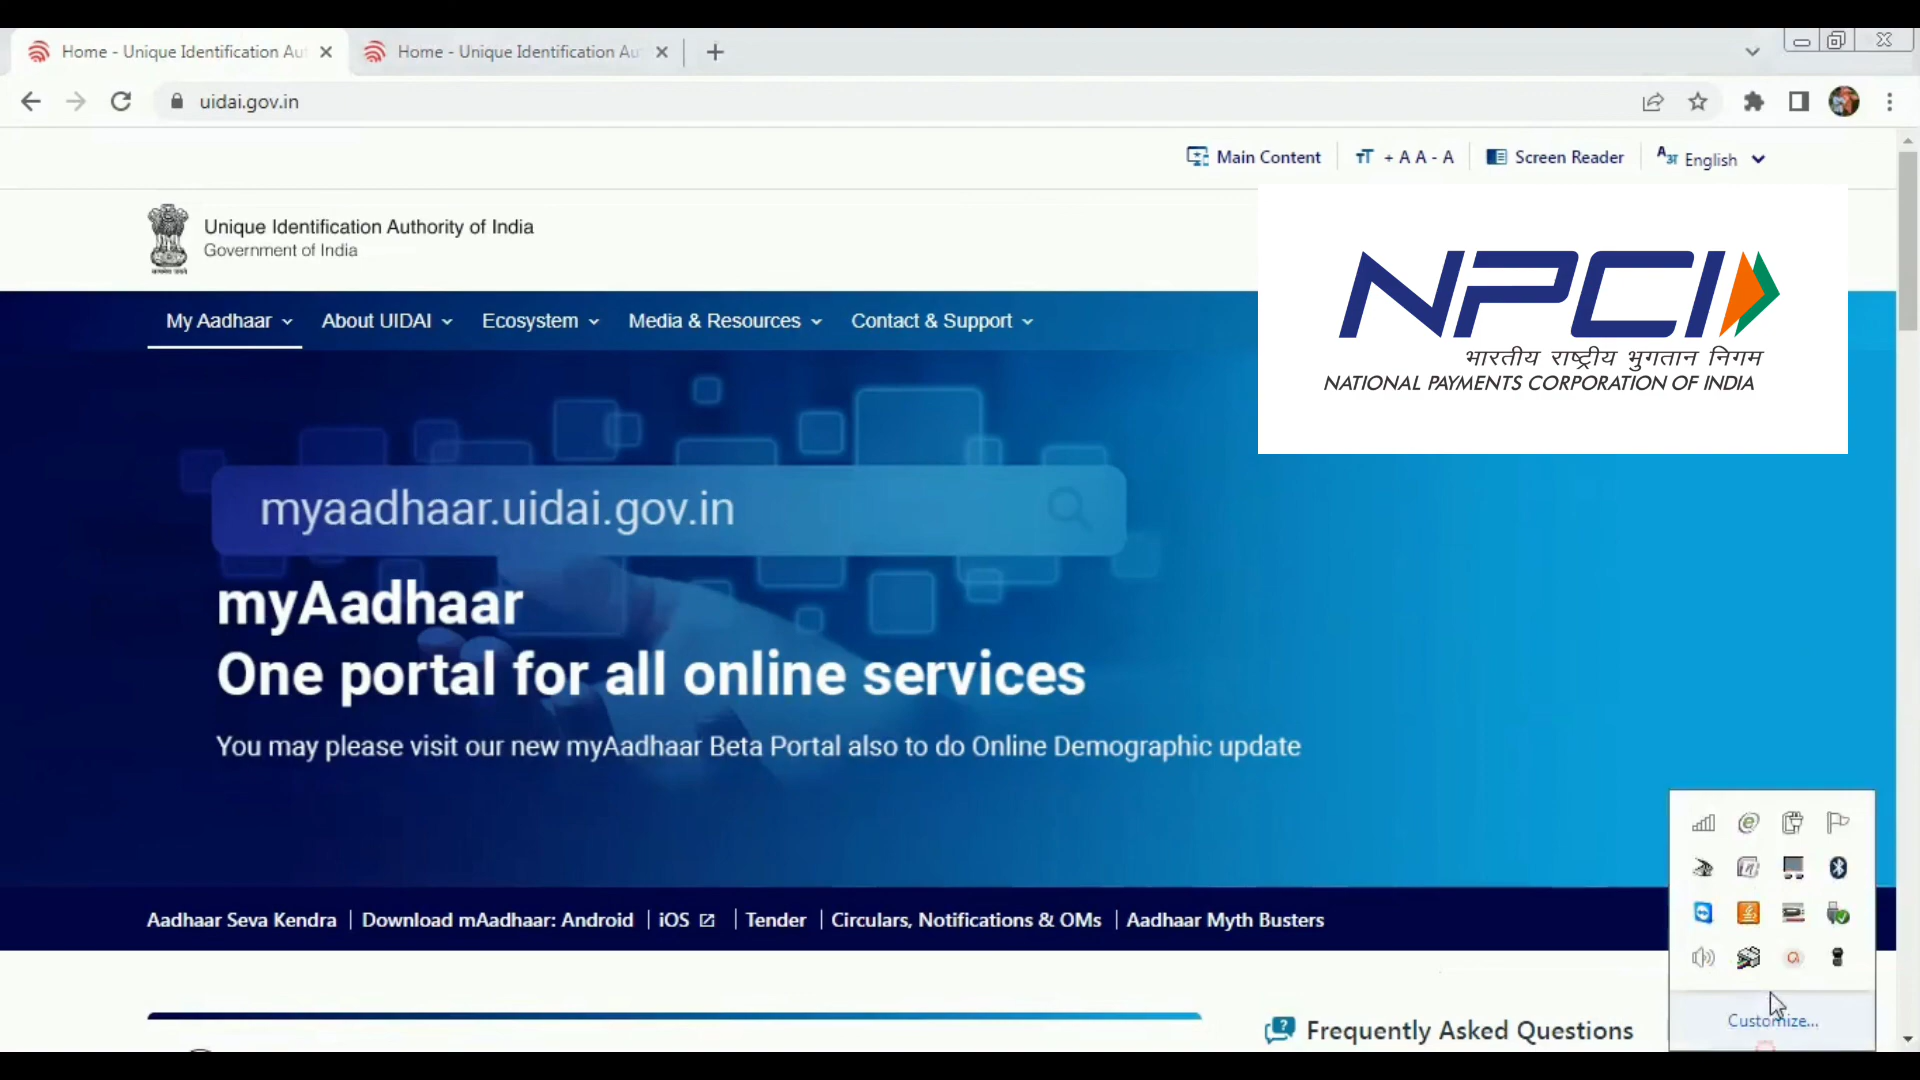 Home - Unique Identification Au
Home - Unique Identification Au
uidai.gov.in
Main Content
+ A A - A
Screen Reader
English
Unique Identification Authority of India
Government of India
My Aadhaar
About UIDAI
Ecosystem
Media & Resources
Contact & Support
NPCI
भारतीय राष्ट्रीय भुगतान निगम
NATIONAL PAYMENTS CORPORATION OF INDIA
myaadhaar.uidai.gov.in
myAadhaar
One portal for all online services
You may please visit our new myAadhaar Beta Portal also to do Online Demographic update
Aadhaar Seva Kendra
Download mAadhaar: Android
iOS
Tender
Circulars, Notifications & OMs
Aadhaar Myth Busters
Frequently Asked Questions
Customize...